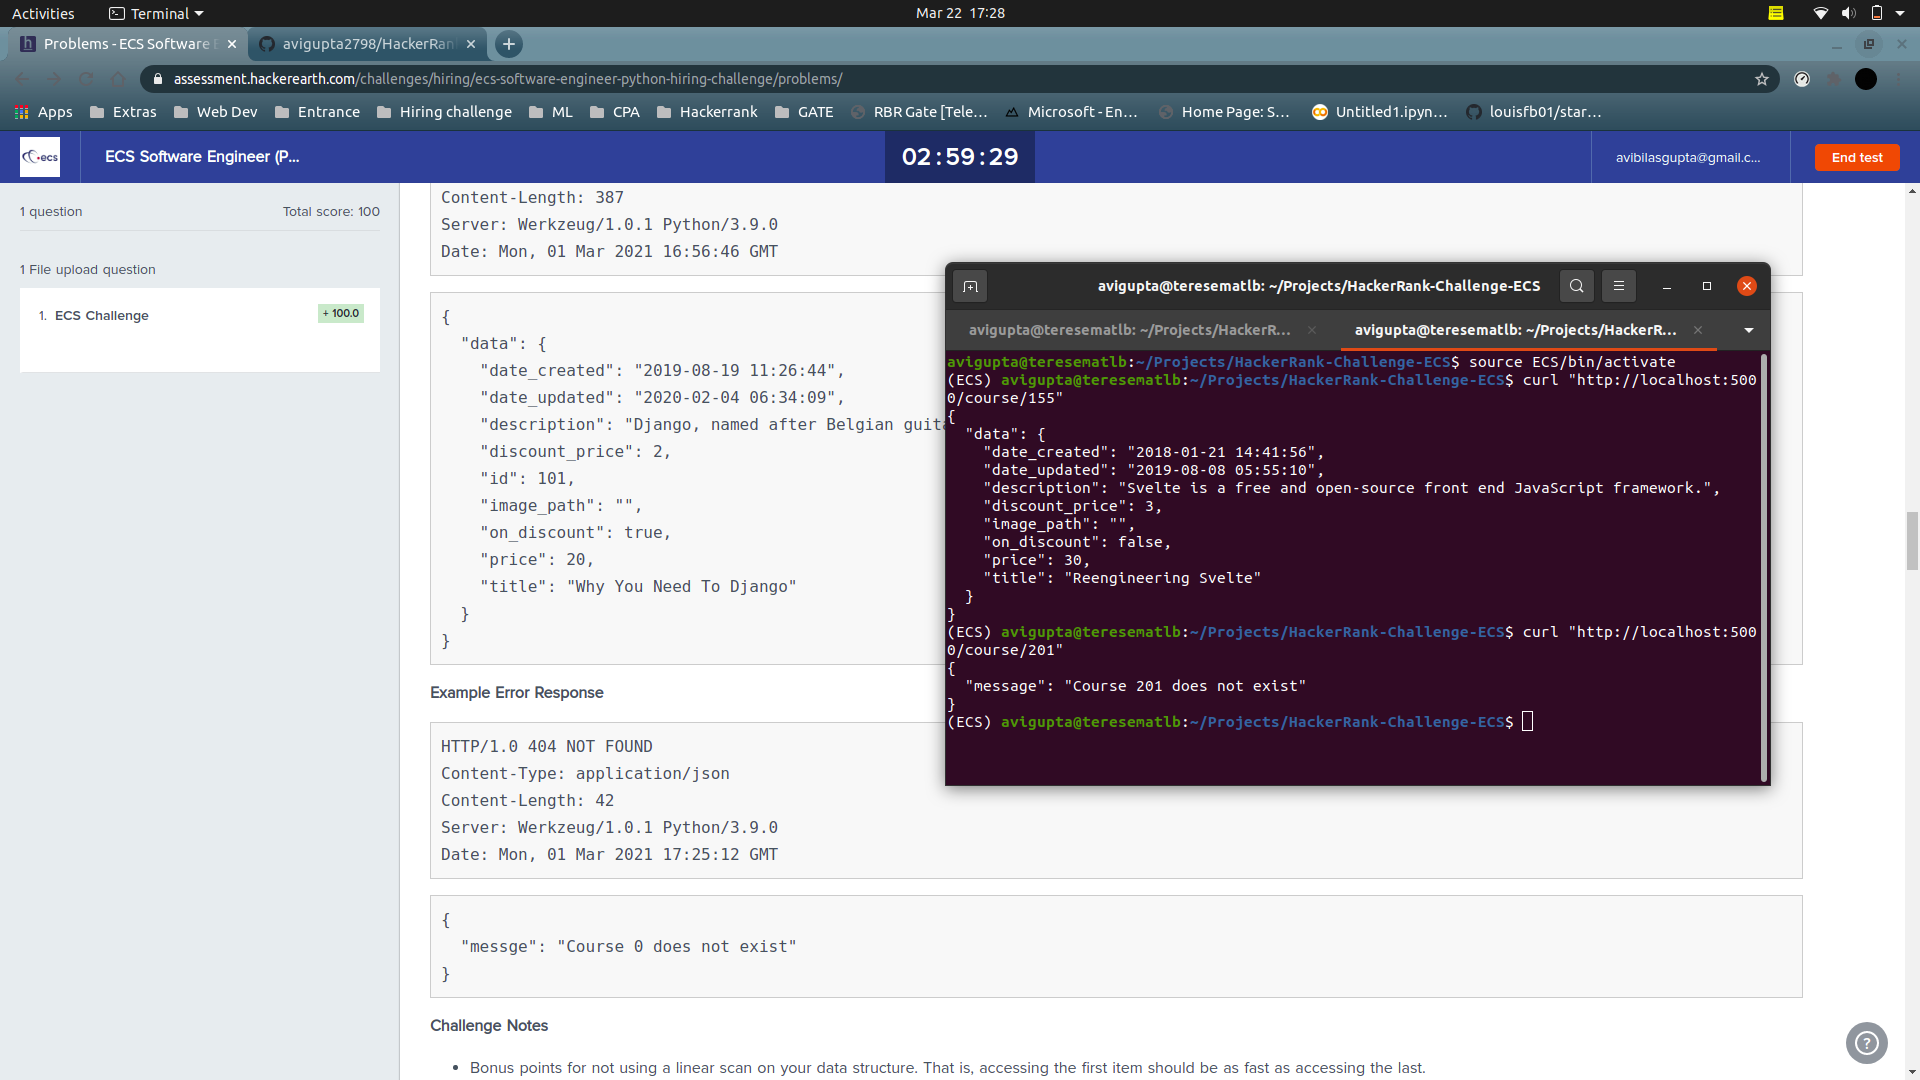 Activities
Terminal
Mar 22 17:28
Problems - ECS Software E
avigupta2798/HackerRan
assessment.hackerearth.com/challenges/hiring/ecs-software-engineer-python-hiring-challenge/problems/
Apps
Extras
Web Dev
Entrance
Hiring challenge
ML
CPA
Hackerrank
GATE
RBR Gate [Tele...
Microsoft - En...
Home Page: S...
Untitled1.ipyn...
louisfb01/star...
ecs
ECS Software Engineer (P...
02:59:29
avibilasgupta@gmail.c...
End test
1 question
Total score: 100
1 File upload question
1. ECS Challenge
+ 100.0
Content-Length: 387
Server: Werkzeug/1.0.1 Python/3.9.0
Date: Mon, 01 Mar 2021 16:56:46 GMT
{
"data": {
"date_created": "2019-08-19 11:26:44",
"date_updated": "2020-02-04 06:34:09",
"description": "Django, named after Belgian guita
"discount_price": 2,
"id": 101,
"image_path": "",
"on_discount": true,
"price": 20,
"title": "Why You Need To Django"
}
}
Example Error Response
HTTP/1.0 404 NOT FOUND
Content-Type: application/json
Content-Length: 42
Server: Werkzeug/1.0.1 Python/3.9.0
Date: Mon, 01 Mar 2021 17:25:12 GMT
{
"messge": "Course 0 does not exist"
}
Challenge Notes
• Bonus points for not using a linear scan on your data structure. That is, accessing the first item should be as fast as accessing the last.
avigupta@teresematlb: ~/Projects/HackerRank-Challenge-ECS
avigupta@teresematlb: ~/Projects/HackerR...
avigupta@teresematlb: ~/Projects/HackerR...
avigupta@teresematlb:~/Projects/HackerRank-Challenge-ECS$ source ECS/bin/activate
(ECS) avigupta@teresematlb:~/Projects/HackerRank-Challenge-ECS$ curl "http://localhost:500
0/course/155"
{
"data": {
"date_created": "2018-01-21 14:41:56",
"date_updated": "2019-08-08 05:55:10",
"description": "Svelte is a free and open-source front end JavaScript framework.",
"discount_price": 3,
"image_path": "",
"on_discount": false,
"price": 30,
"title": "Reengineering Svelte"
}
}
(ECS) avigupta@teresematlb:~/Projects/HackerRank-Challenge-ECS$ curl "http://localhost:500
0/course/201"
{
"message": "Course 201 does not exist"
}
(ECS) avigupta@teresematlb:~/Projects/HackerRank-Challenge-ECS$